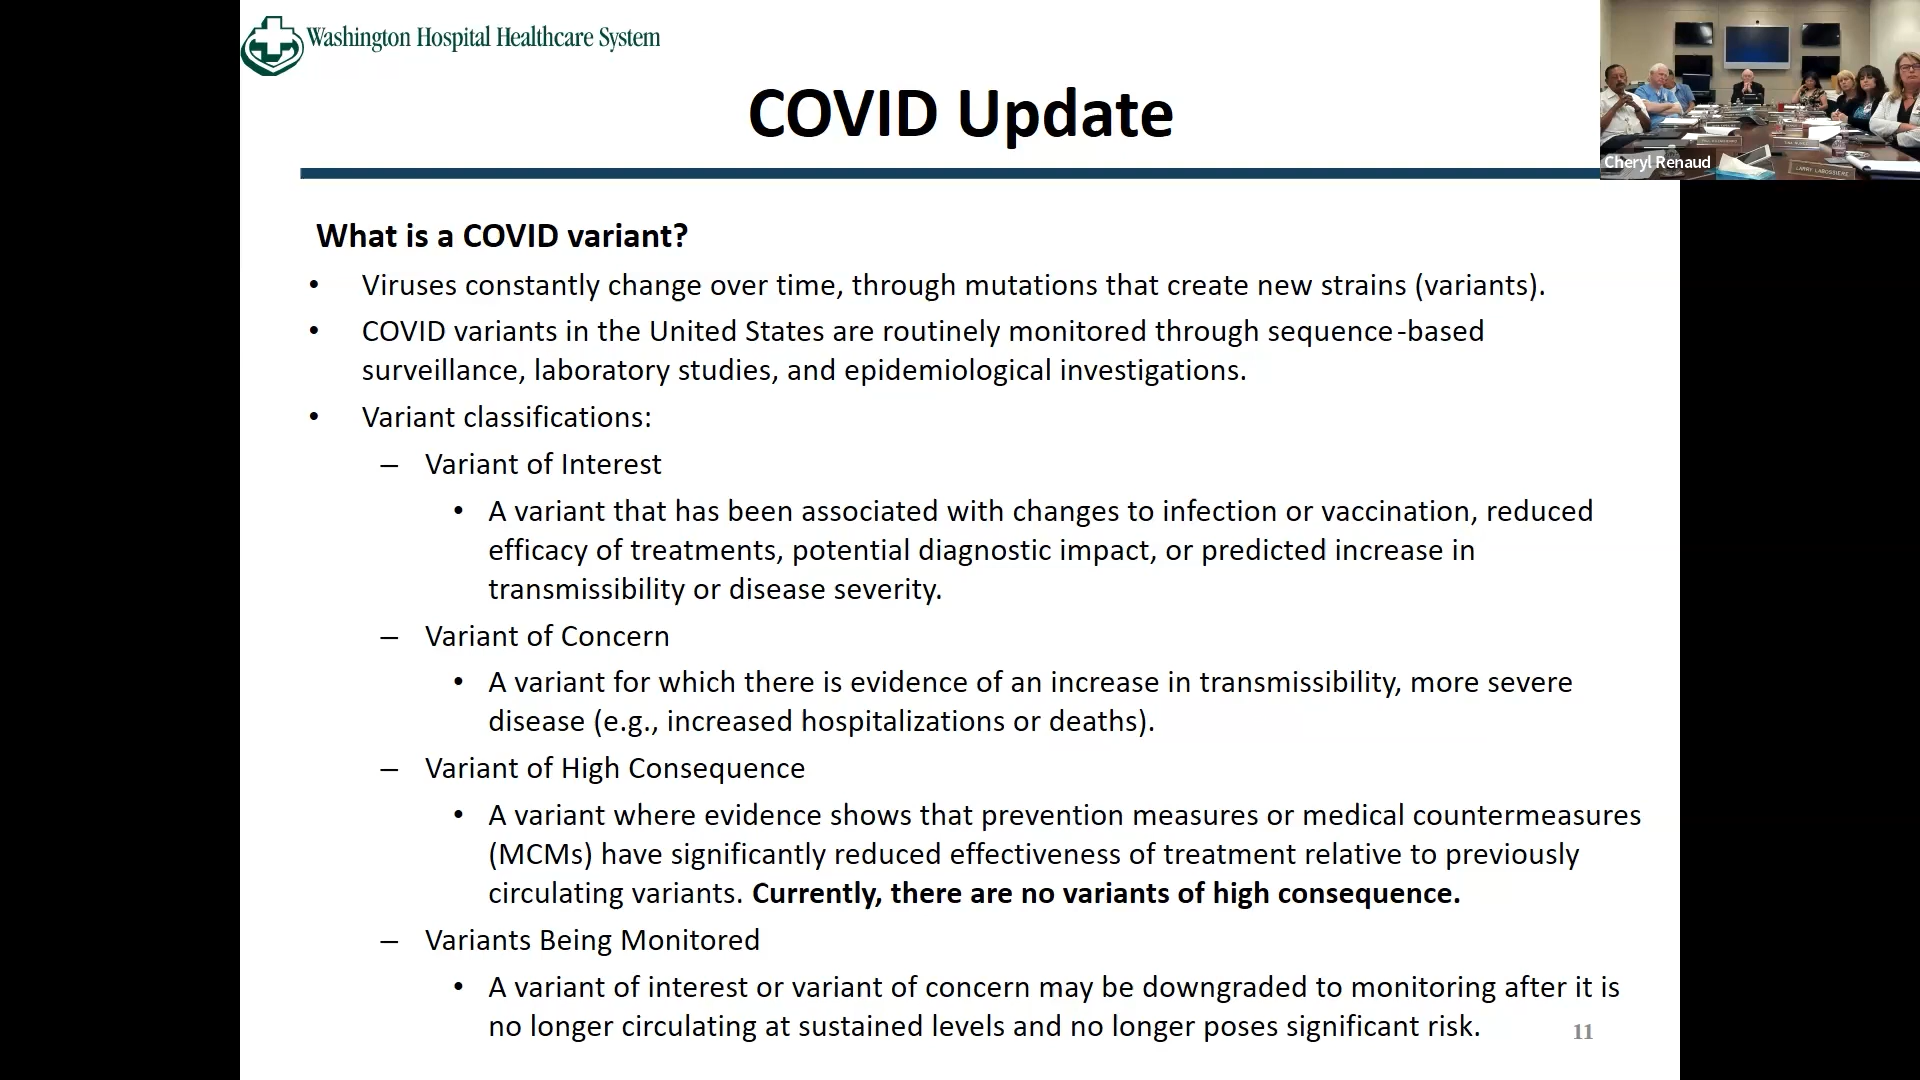 Washington Hospital Healthcare System
COVID Update
Cheryl Renaud
LARRY LABOSSIERE
What is a COVID variant?
• Viruses constantly change over time, through mutations that create new strains (variants).
• COVID variants in the United States are routinely monitored through sequence-based
surveillance, laboratory studies, and epidemiological investigations.
• Variant classifications:
– Variant of Interest
• A variant that has been associated with changes to infection or vaccination, reduced
efficacy of treatments, potential diagnostic impact, or predicted increase in
transmissibility or disease severity.
– Variant of Concern
• A variant for which there is evidence of an increase in transmissibility, more severe
disease (e.g., increased hospitalizations or deaths).
– Variant of High Consequence
• A variant where evidence shows that prevention measures or medical countermeasures
(MCMs) have significantly reduced effectiveness of treatment relative to previously
circulating variants. Currently, there are no variants of high consequence.
– Variants Being Monitored
• A variant of interest or variant of concern may be downgraded to monitoring after it is
no longer circulating at sustained levels and no longer poses significant risk.
11